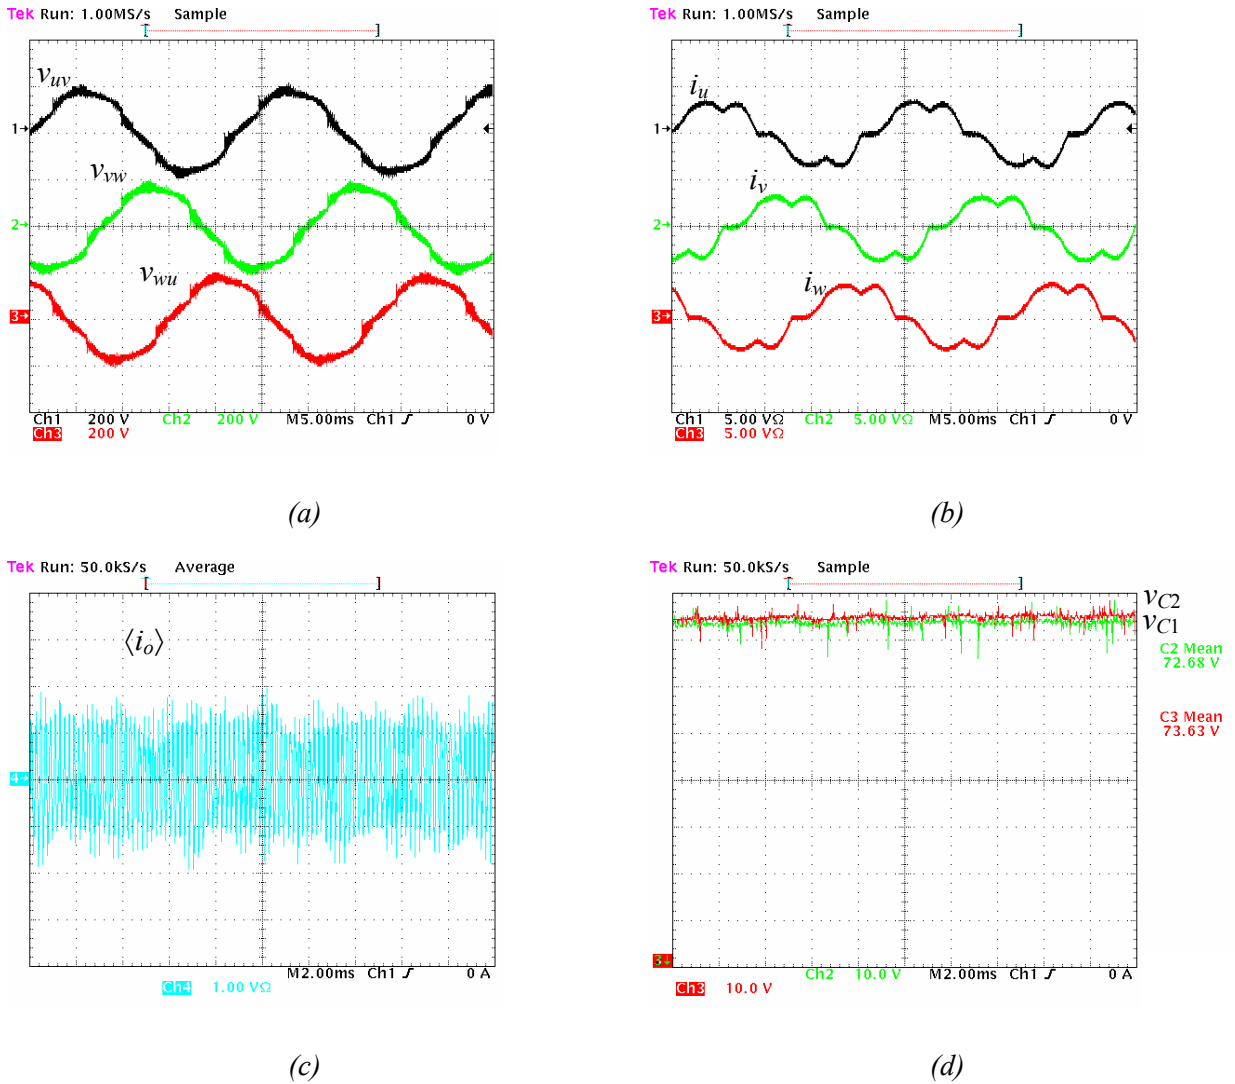 Tek Run: 1.00MS/s Sample
v_uv
1→
v_vw
2→
v_wu
3→
Ch1 200 V Ch2 200 V M5.00ms Ch1 ƒ 0 V
Ch3 200 V
(a)
Tek Run: 1.00MS/s Sample
i_u
1→
i_v
2→
i_w
3→
Ch1 5.00 VΩ Ch2 5.00 VΩ M5.00ms Ch1 ƒ 0 V
Ch3 5.00 VΩ
(b)
Tek Run: 50.0kS/s Average
⟨i_o⟩
4→
M2.00ms Ch1 ƒ 0 A
Ch4 1.00 VΩ
(c)
Tek Run: 50.0kS/s Sample
v_C2
v_C1
C2 Mean
72.68 V
C3 Mean
73.63 V
3↓
Ch2 10.0 V M2.00ms Ch1 ƒ 0 A
Ch3 10.0 V
(d)